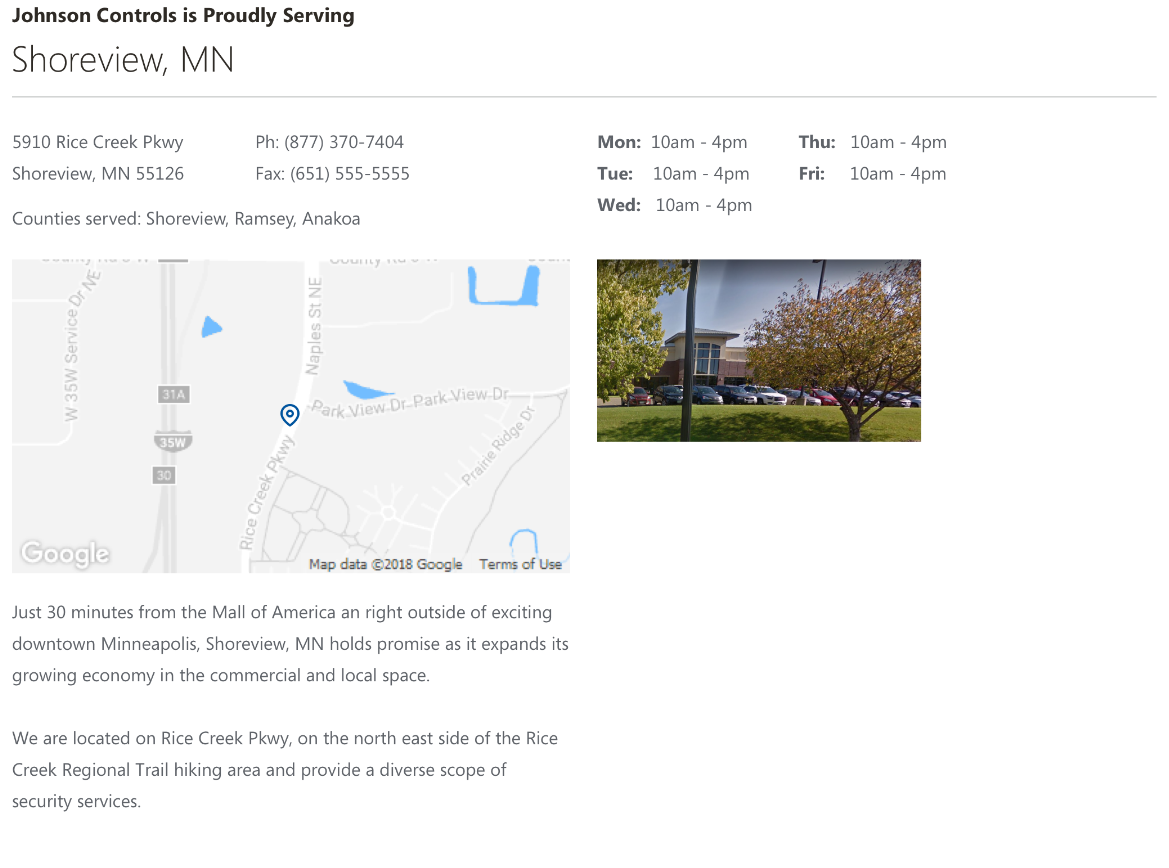 Johnson Controls is Proudly Serving
Shoreview, MN
5910 Rice Creek Pkwy
Shoreview, MN 55126
Ph: (877) 370-7404
Fax: (651) 555-5555
Counties served: Shoreview, Ramsey, Anakoa
Mon: 10am - 4pm
Tue: 10am - 4pm
Wed: 10am - 4pm
Thu: 10am - 4pm
Fri: 10am - 4pm
W 35W Service Dr NE
Naples St NE
31A
Park View Dr Park View Dr
35W
30
Prairie Ridge Dr
Rice Creek Pkwy
Google
Map data ©2018 Google Terms of Use
Just 30 minutes from the Mall of America an right outside of exciting
downtown Minneapolis, Shoreview, MN holds promise as it expands its
growing economy in the commercial and local space.
We are located on Rice Creek Pkwy, on the north east side of the Rice
Creek Regional Trail hiking area and provide a diverse scope of
security services.